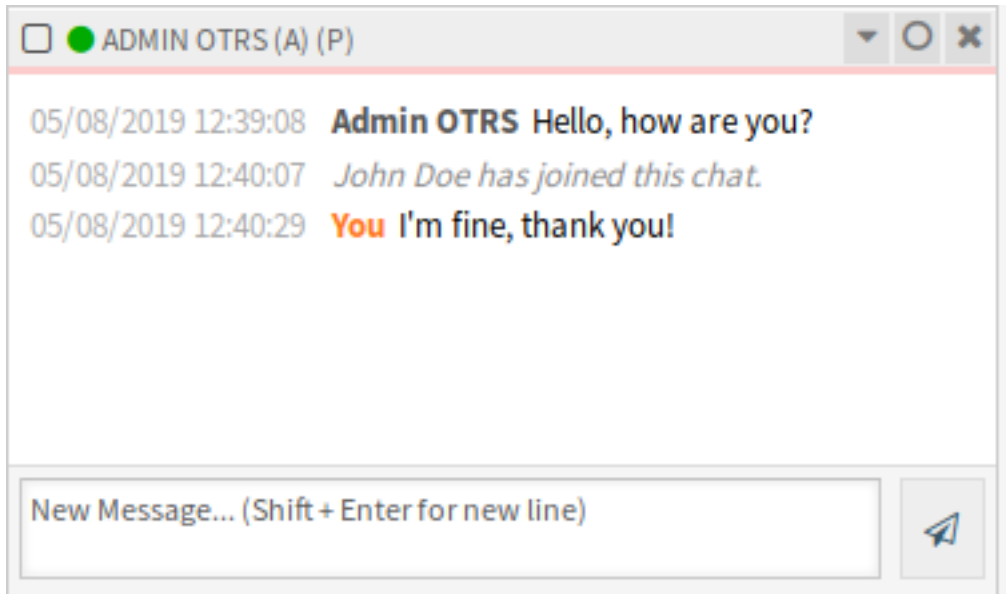 ADMIN OTRS (A) (P)
05/08/2019 12:39:08 Admin OTRS Hello, how are you?
05/08/2019 12:40:07 John Doe has joined this chat.
05/08/2019 12:40:29 You I'm fine, thank you!
New Message... (Shift + Enter for new line)